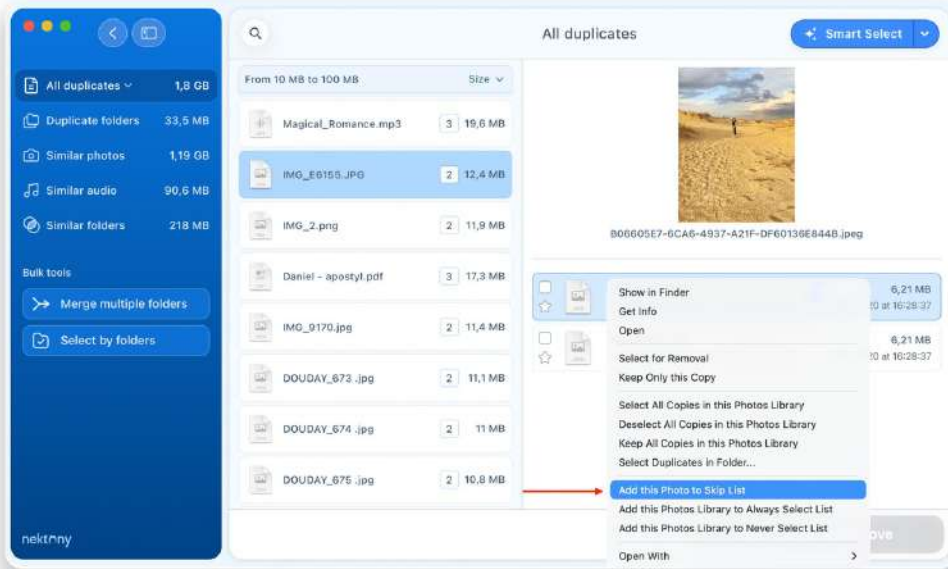 All duplicates
Smart Select
All duplicates
1,8 GB
Duplicate folders
33,5 MB
Similar photos
1,19 GB
Similar audio
90,6 MB
Similar folders
218 MB
Bulk tools
Merge multiple folders
Select by folders
nektony
From 10 MB to 100 MB
Size
Magical_Romance.mp3
3
19,6 MB
IMG_E6155.JPG
2
12,4 MB
IMG_2.png
2
11,9 MB
Daniel - apostyl.pdf
3
17,3 MB
IMG_9170.jpg
2
11,4 MB
DOUDAY_673 .jpg
2
11,1 MB
DOUDAY_674 .jpg
2
11 MB
DOUDAY_675 .jpg
2
10,8 MB
B06605E7-6CA6-4937-A21F-DF60136E844B.jpeg
6,21 MB
20 at 16:28:37
6,21 MB
20 at 16:28:37
Show in Finder
Get Info
Open
Select for Removal
Keep Only this Copy
Select All Copies in this Photos Library
Deselect All Copies in this Photos Library
Keep All Copies in this Photos Library
Select Duplicates in Folder...
Add this Photo to Skip List
Add this Photos Library to Always Select List
Add this Photos Library to Never Select List
Open With